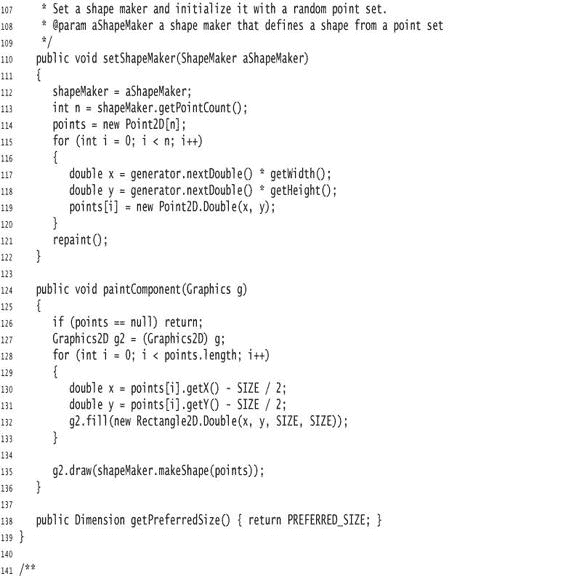 107 * Set a shape maker and initialize it with a random point set.
108 * @param aShapeMaker a shape maker that defines a shape from a point set
109 */
110 public void setShapeMaker(ShapeMaker aShapeMaker)
111 {
112 shapeMaker = aShapeMaker;
113 int n = shapeMaker.getPointCount();
114 points = new Point2D[n];
115 for (int i = 0; i < n; i++)
116 {
117 double x = generator.nextDouble() * getWidth();
118 double y = generator.nextDouble() * getHeight();
119 points[i] = new Point2D.Double(x, y);
120 }
121 repaint();
122 }
123
124 public void paintComponent(Graphics g)
125 {
126 if (points == null) return;
127 Graphics2D g2 = (Graphics2D) g;
128 for (int i = 0; i < points.length; i++)
129 {
130 double x = points[i].getX() - SIZE / 2;
131 double y = points[i].getY() - SIZE / 2;
132 g2.fill(new Rectangle2D.Double(x, y, SIZE, SIZE));
133 }
134
135 g2.draw(shapeMaker.makeShape(points));
136 }
137
138 public Dimension getPreferredSize() { return PREFERRED_SIZE; }
139 }
140
141 /**